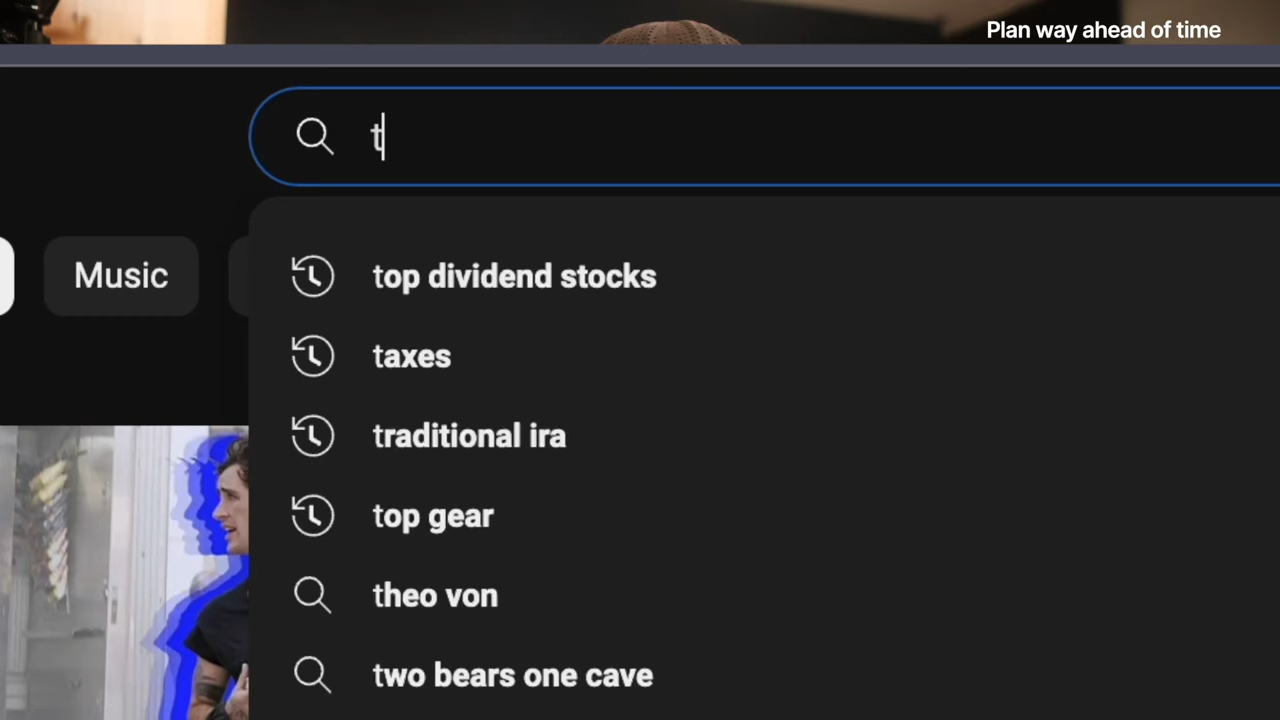 Plan way ahead of time
t
Music
top dividend stocks
taxes
traditional ira
top gear
theo von
two bears one cave